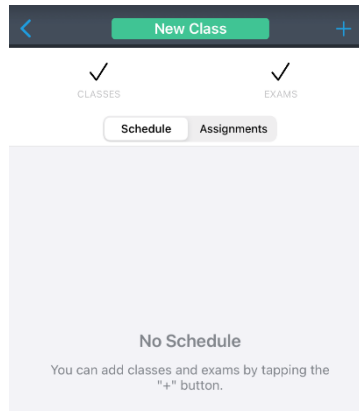 New Class
+
CLASSES
EXAMS
Schedule
Assignments
No Schedule
You can add classes and exams by tapping the
"+" button.